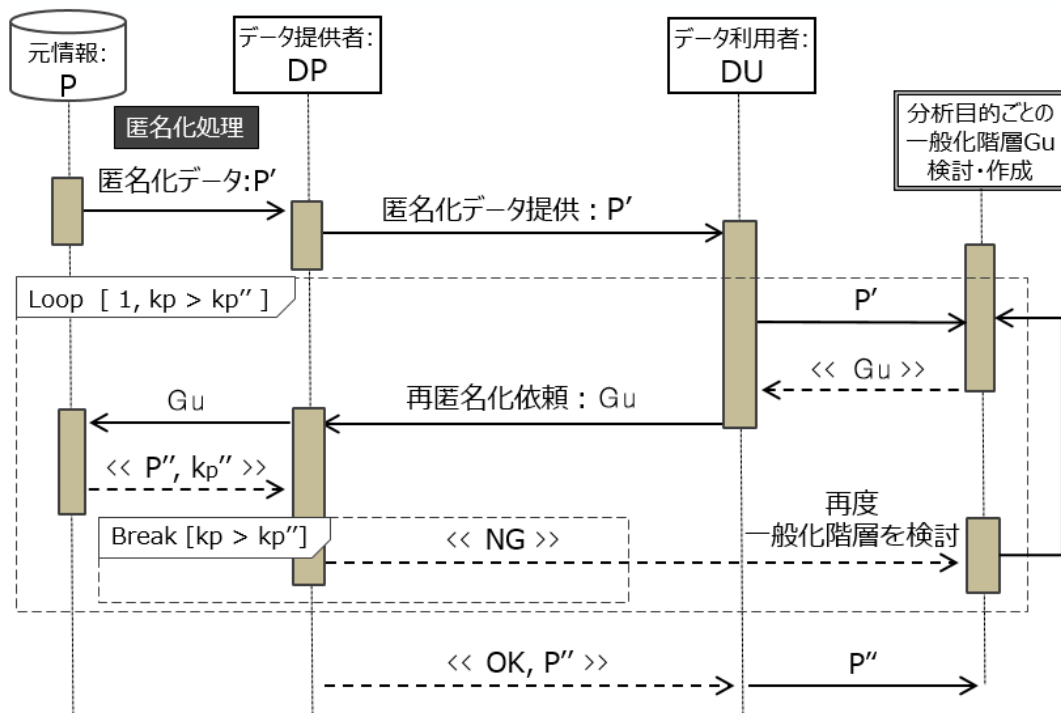 元情報:
P
データ提供者:
DP
データ利用者:
DU
分析目的ごとの
一般化階層Gu
検討・作成
匿名化処理
匿名化データ:P’
匿名化データ提供：P’
Loop [ 1, kp > kp” ]
P’
<< Gu >>
再匿名化依頼：Gu
Gu
<< P”, kp” >>
Break [kp > kp”]
<< NG >>
再度
一般化階層を検討
<< OK, P” >>
P”